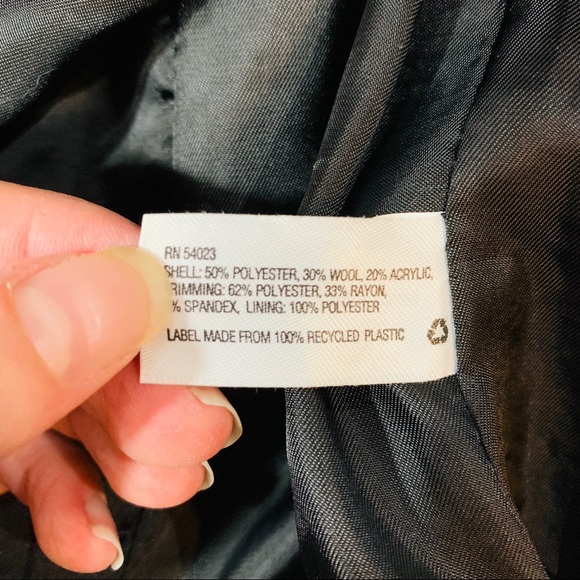 RN 54023
SHELL: 50% POLYESTER, 30% WOOL, 20% ACRYLIC,
RIMMING: 62% POLYESTER, 33% RAYON,
% SPANDEX, LINING: 100% POLYESTER
LABEL MADE FROM 100% RECYCLED PLASTIC